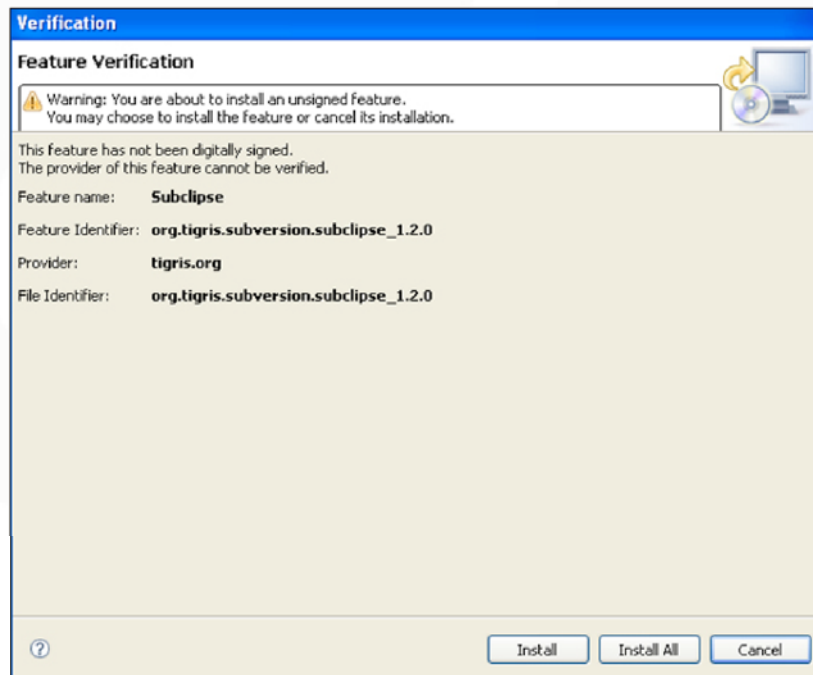 Verification
Feature Verification
Warning: You are about to install an unsigned feature.
You may choose to install the feature or cancel its installation.
This feature has not been digitally signed.
The provider of this feature cannot be verified.
Feature name: Subclipse
Feature Identifier: org.tigris.subversion.subclipse_1.2.0
Provider: tigris.org
File Identifier: org.tigris.subversion.subclipse_1.2.0
? Install Install All Cancel